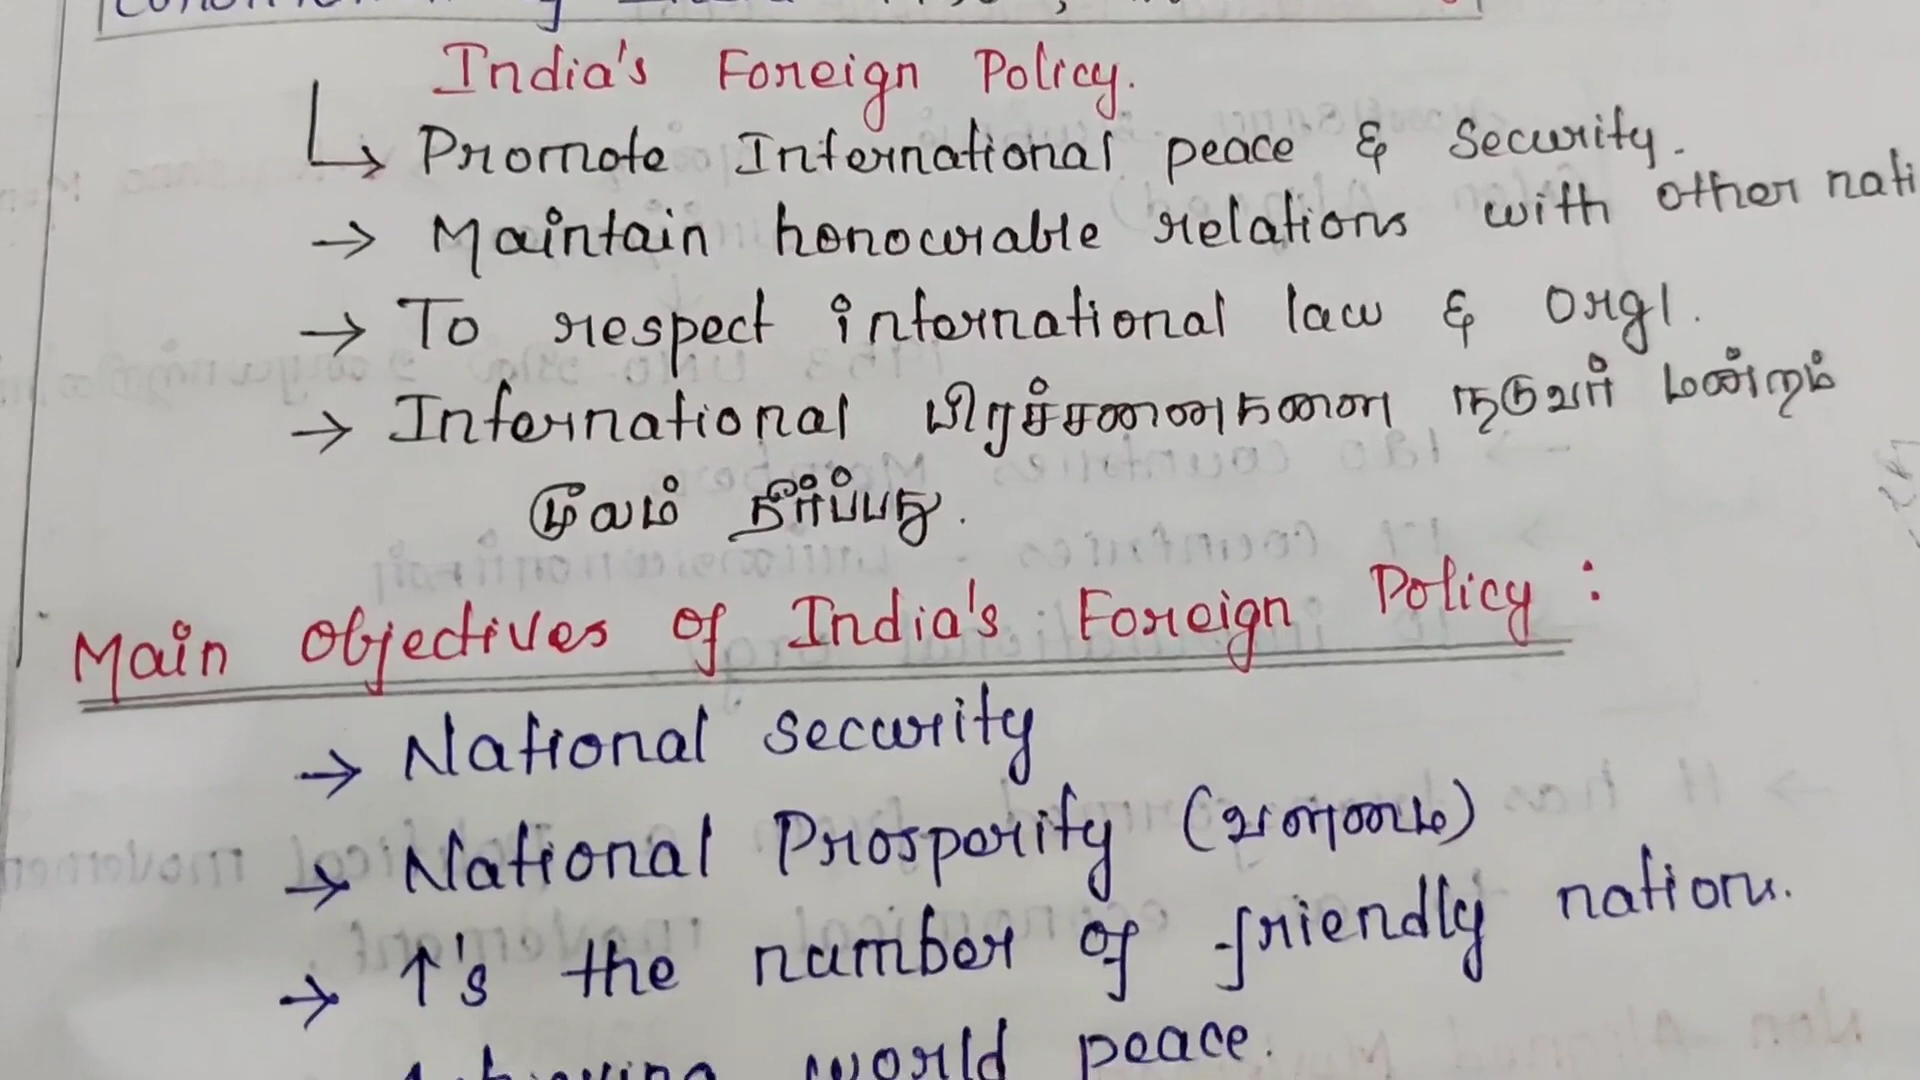 India's Foreign Policy.
↳ Promote International peace & Security.
→ Maintain honourable relations with other nati
→ To respect international law & Orgl.
→ International பிரச்சனைகளை நடுவர் மன்றம்
மூலம் தீர்ப்பது.
Main Objectives of India's Foreign Policy :
→ National Security
→ National Prosperity (வளமை)
→ ↑'s the number of friendly nations.
world peace.